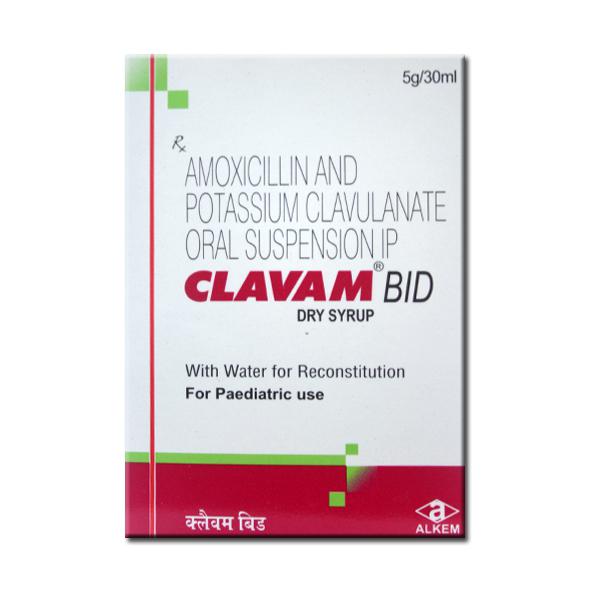 5g/30ml
Rx
AMOXICILLIN AND
POTASSIUM CLAVULANATE
ORAL SUSPENSION IP
CLAVAM® BID
DRY SYRUP
With Water for Reconstitution
For Paediatric use
क्लैवम बिड
a
ALKEM